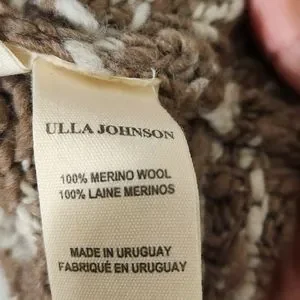 ULLA JOHNSON
100% MERINO WOOL
100% LAINE MERINOS
MADE IN URUGUAY
FABRIQUÉ EN URUGUAY